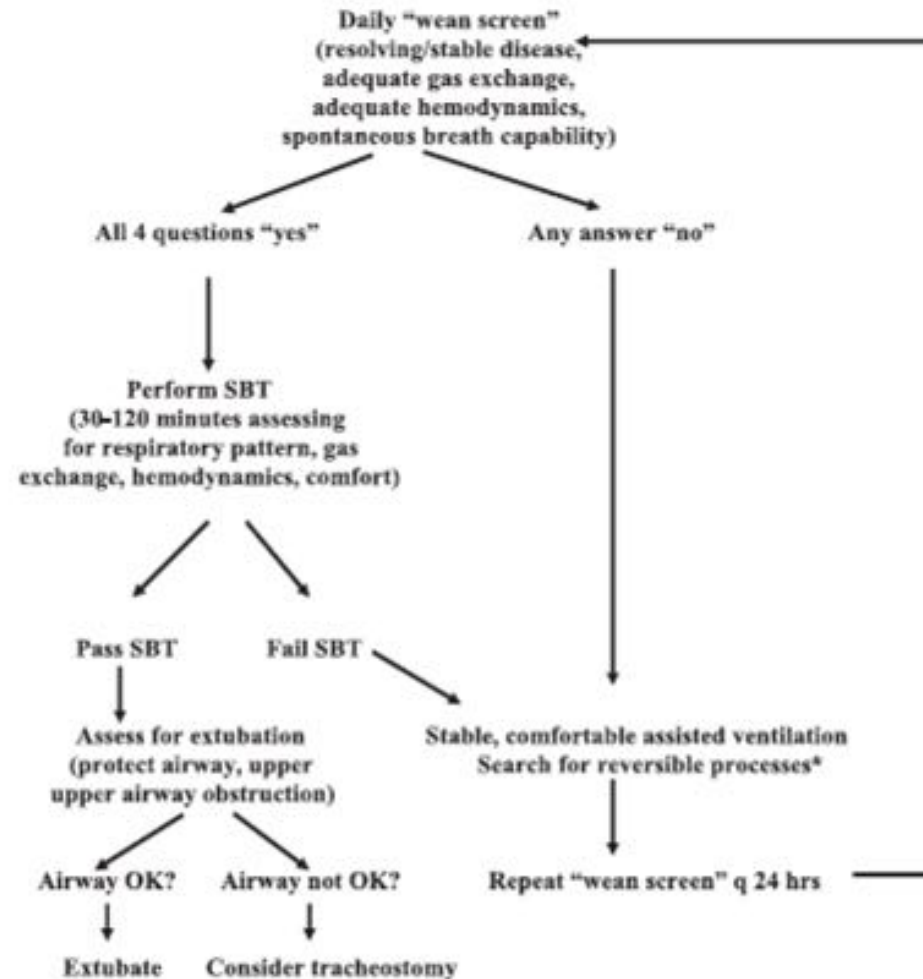 Daily “wean screen”
(resolving/stable disease,
adequate gas exchange,
adequate hemodynamics,
spontaneous breath capability)
All 4 questions “yes”
Any answer “no”
Perform SBT
(30-120 minutes assessing
for respiratory pattern, gas
exchange, hemodynamics, comfort)
Pass SBT
Fail SBT
Assess for extubation
(protect airway, upper
upper airway obstruction)
Stable, comfortable assisted ventilation
Search for reversible processes*
Airway OK?
Airway not OK?
Repeat “wean screen” q 24 hrs
Extubate
Consider tracheostomy